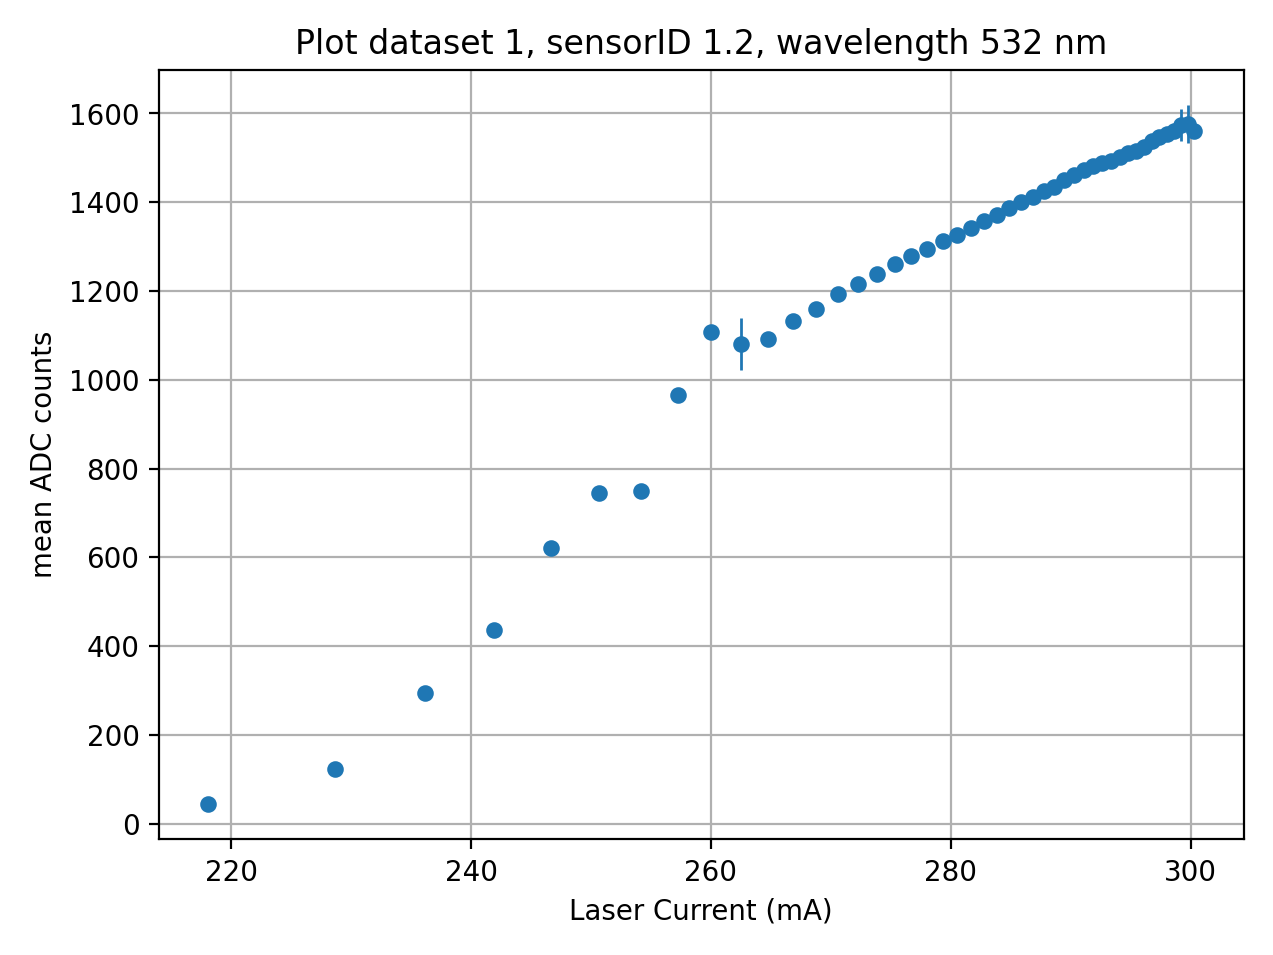 Plot dataset 1, sensorID 1.2, wavelength 532 nm
1600
1400
1200
1000
800
600
400
200
0
mean ADC counts
220 240 260 280 300
Laser Current (mA)